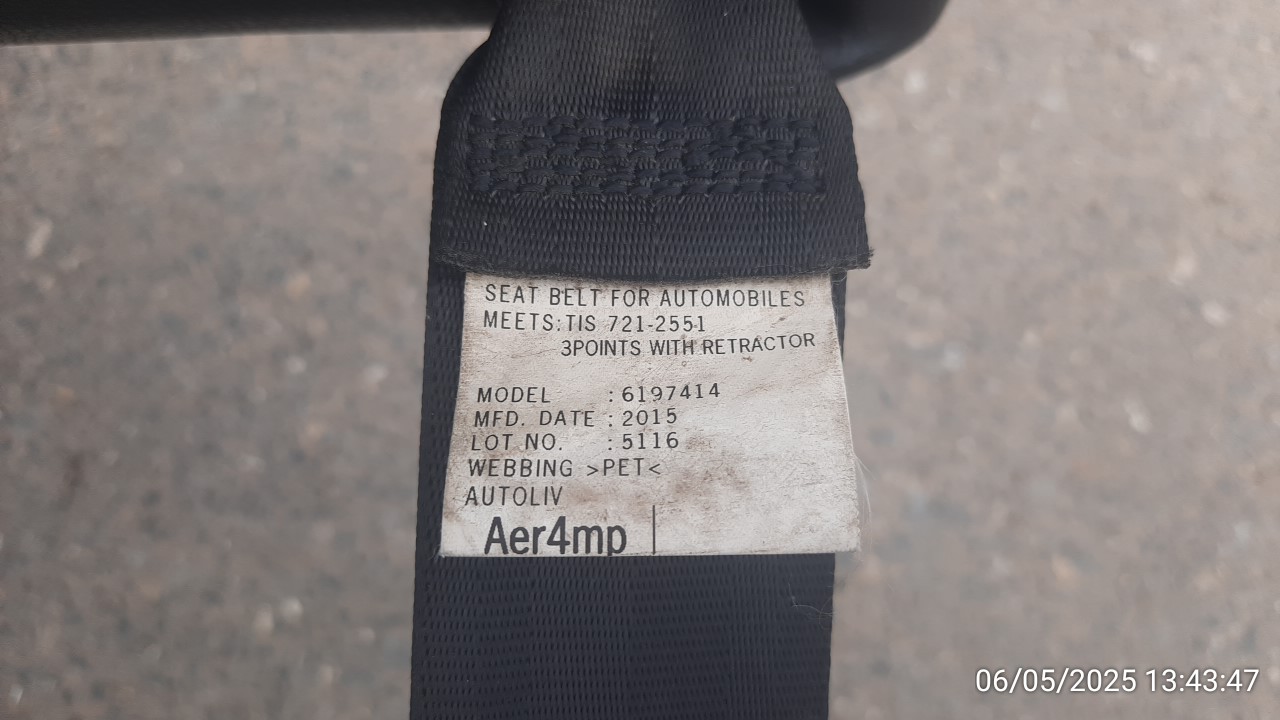 SEAT BELT FOR AUTOMOBILES
MEETS:TIS 721-2551
3POINTS WITH RETRACTOR
MODEL : 6197414
MFD. DATE : 2015
LOT NO. : 5116
WEBBING >PET<
AUTOLIV
Aer4mp
06/05/2025 13:43:47